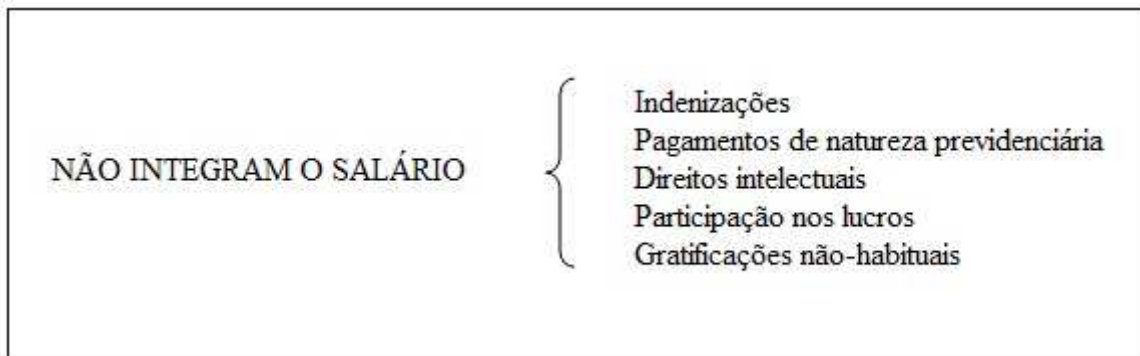 NÃO INTEGRAM O SALÁRIO
Indenizações
Pagamentos de natureza previdenciária
Direitos intelectuais
Participação nos lucros
Gratificações não-habituais